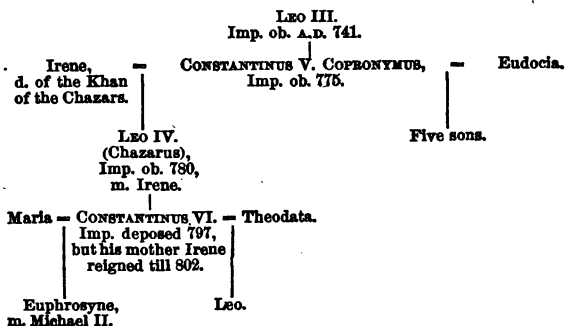 Leo III.
Imp. ob. A.D. 741.
Irene, = Constantinus V. Copronymus, = Eudocia.
d. of the Khan Imp. ob. 775.
of the Chazars.
Leo IV. Five sons.
(Chazarus),
Imp. ob. 780,
m. Irene.
Maria = Constantinus VI. = Theodata.
Imp. deposed 797,
but his mother Irene
reigned till 802.
Euphrosyne, Leo.
m. Michael II.